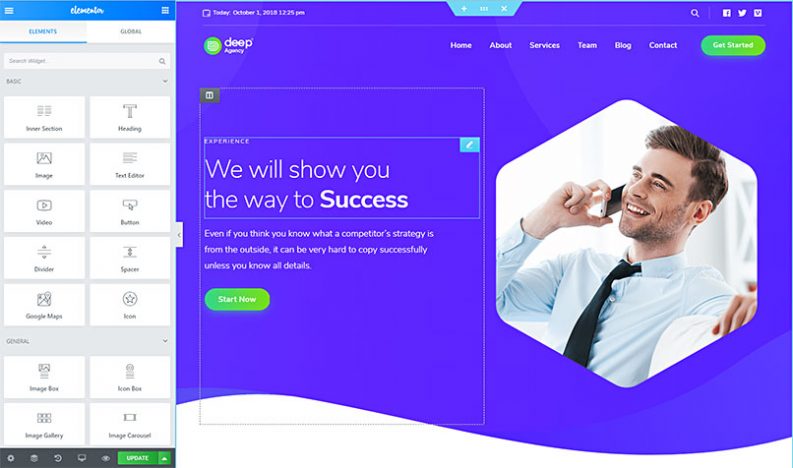 elementor
ELEMENTS
GLOBAL
Search Widget...
BASIC
Inner Section
Heading
Image
Text Editor
Video
Button
Divider
Spacer
Google Maps
Icon
GENERAL
Image Box
Icon Box
Image Gallery
Image Carousel
UPDATE
Today: October 1, 2018 12:25 pm
deep
Agency
Home
About
Services
Team
Blog
Contact
Get Started
EXPERIENCE
We will show you
the way to Success
Even if you think you know what a competitor's strategy is
from the outside, it can be very hard to copy successfully
unless you know all details.
Start Now